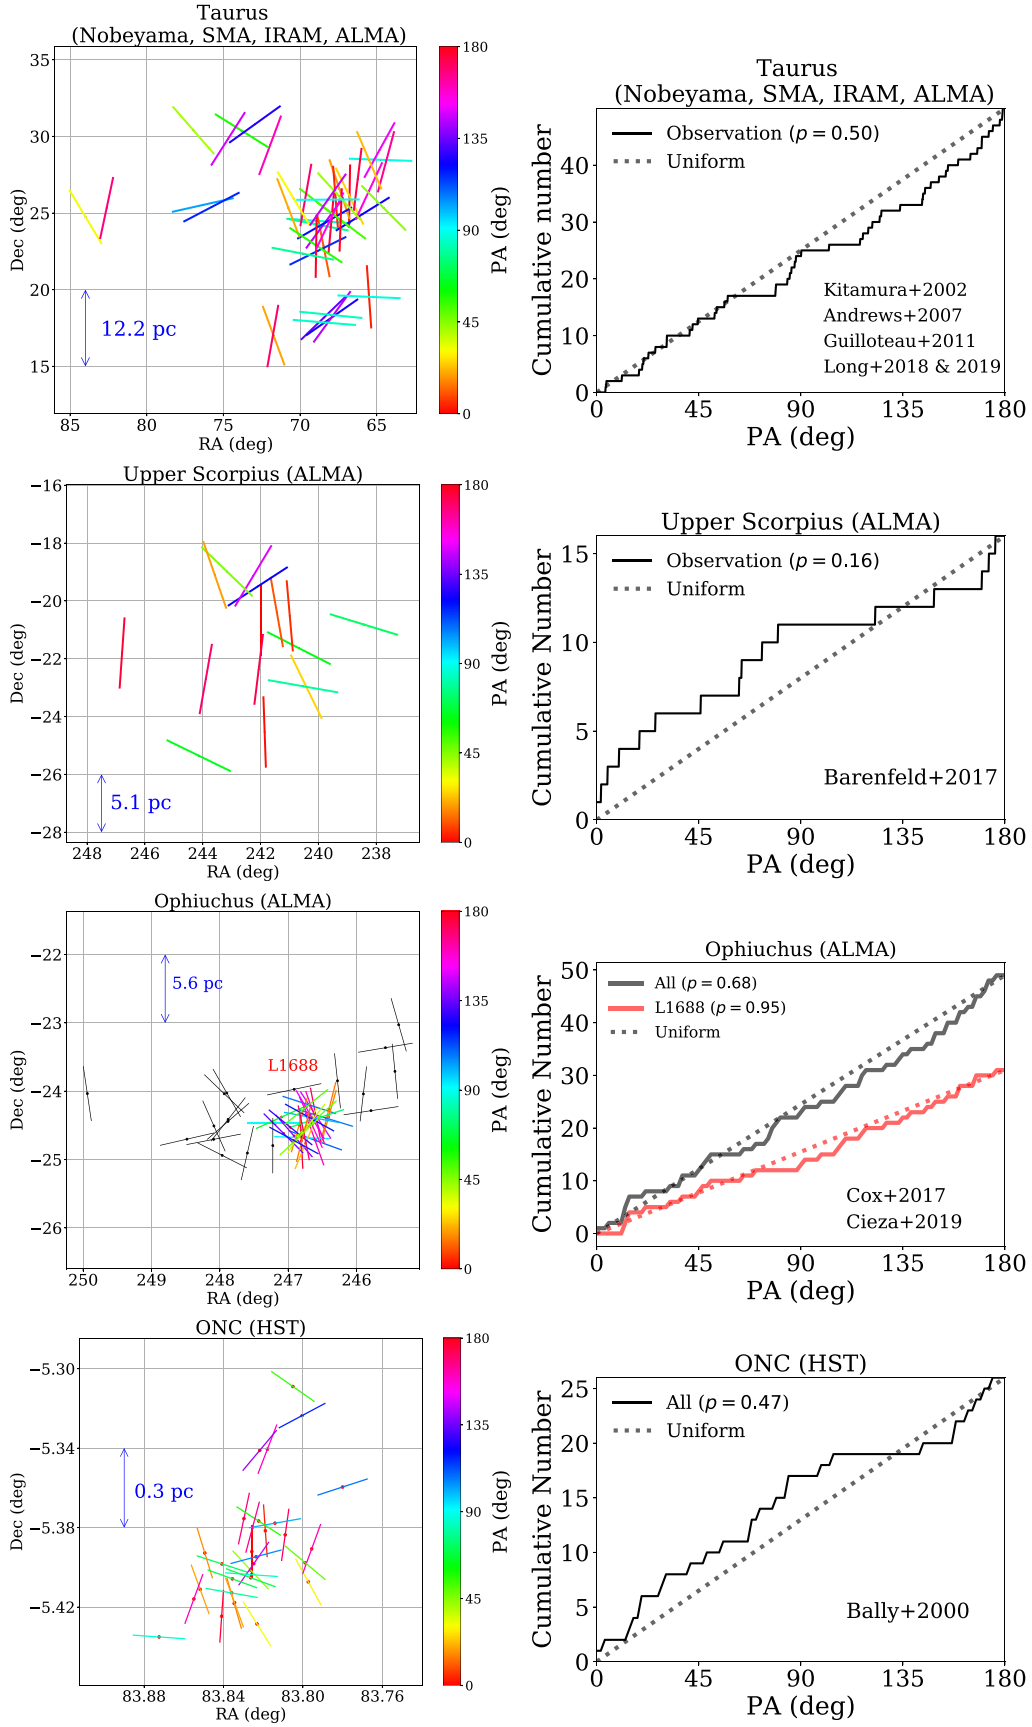 Taurus
(Nobeyama, SMA, IRAM, ALMA)
35
30
25
20
15
Dec (deg)
12.2 pc
85 80 75 70 65
RA (deg)
180
135
90
45
0
PA (deg)
Taurus
(Nobeyama, SMA, IRAM, ALMA)
Cumulative number
40
30
20
10
0
Observation (p = 0.50)
Uniform
Kitamura+2002
Andrews+2007
Guilloteau+2011
Long+2018 & 2019
0 45 90 135 180
PA (deg)
Upper Scorpius (ALMA)
−16
−18
−20
−22
−24
−26
−28
Dec (deg)
5.1 pc
248 246 244 242 240 238
RA (deg)
180
135
90
45
0
PA (deg)
Upper Scorpius (ALMA)
Cumulative Number
15
10
5
0
Observation (p = 0.16)
Uniform
Barenfeld+2017
0 45 90 135 180
PA (deg)
Ophiuchus (ALMA)
−22
−23
−24
−25
−26
Dec (deg)
5.6 pc
L1688
250 249 248 247 246
RA (deg)
180
135
90
45
0
PA (deg)
Ophiuchus (ALMA)
Cumulative Number
50
40
30
20
10
0
All (p = 0.68)
L1688 (p = 0.95)
Uniform
Cox+2017
Cieza+2019
0 45 90 135 180
PA (deg)
ONC (HST)
−5.30
−5.34
−5.38
−5.42
Dec (deg)
0.3 pc
83.88 83.84 83.80 83.76
RA (deg)
180
135
90
45
0
PA (deg)
ONC (HST)
Cumulative Number
25
20
15
10
5
0
All (p = 0.47)
Uniform
Bally+2000
0 45 90 135 180
PA (deg)